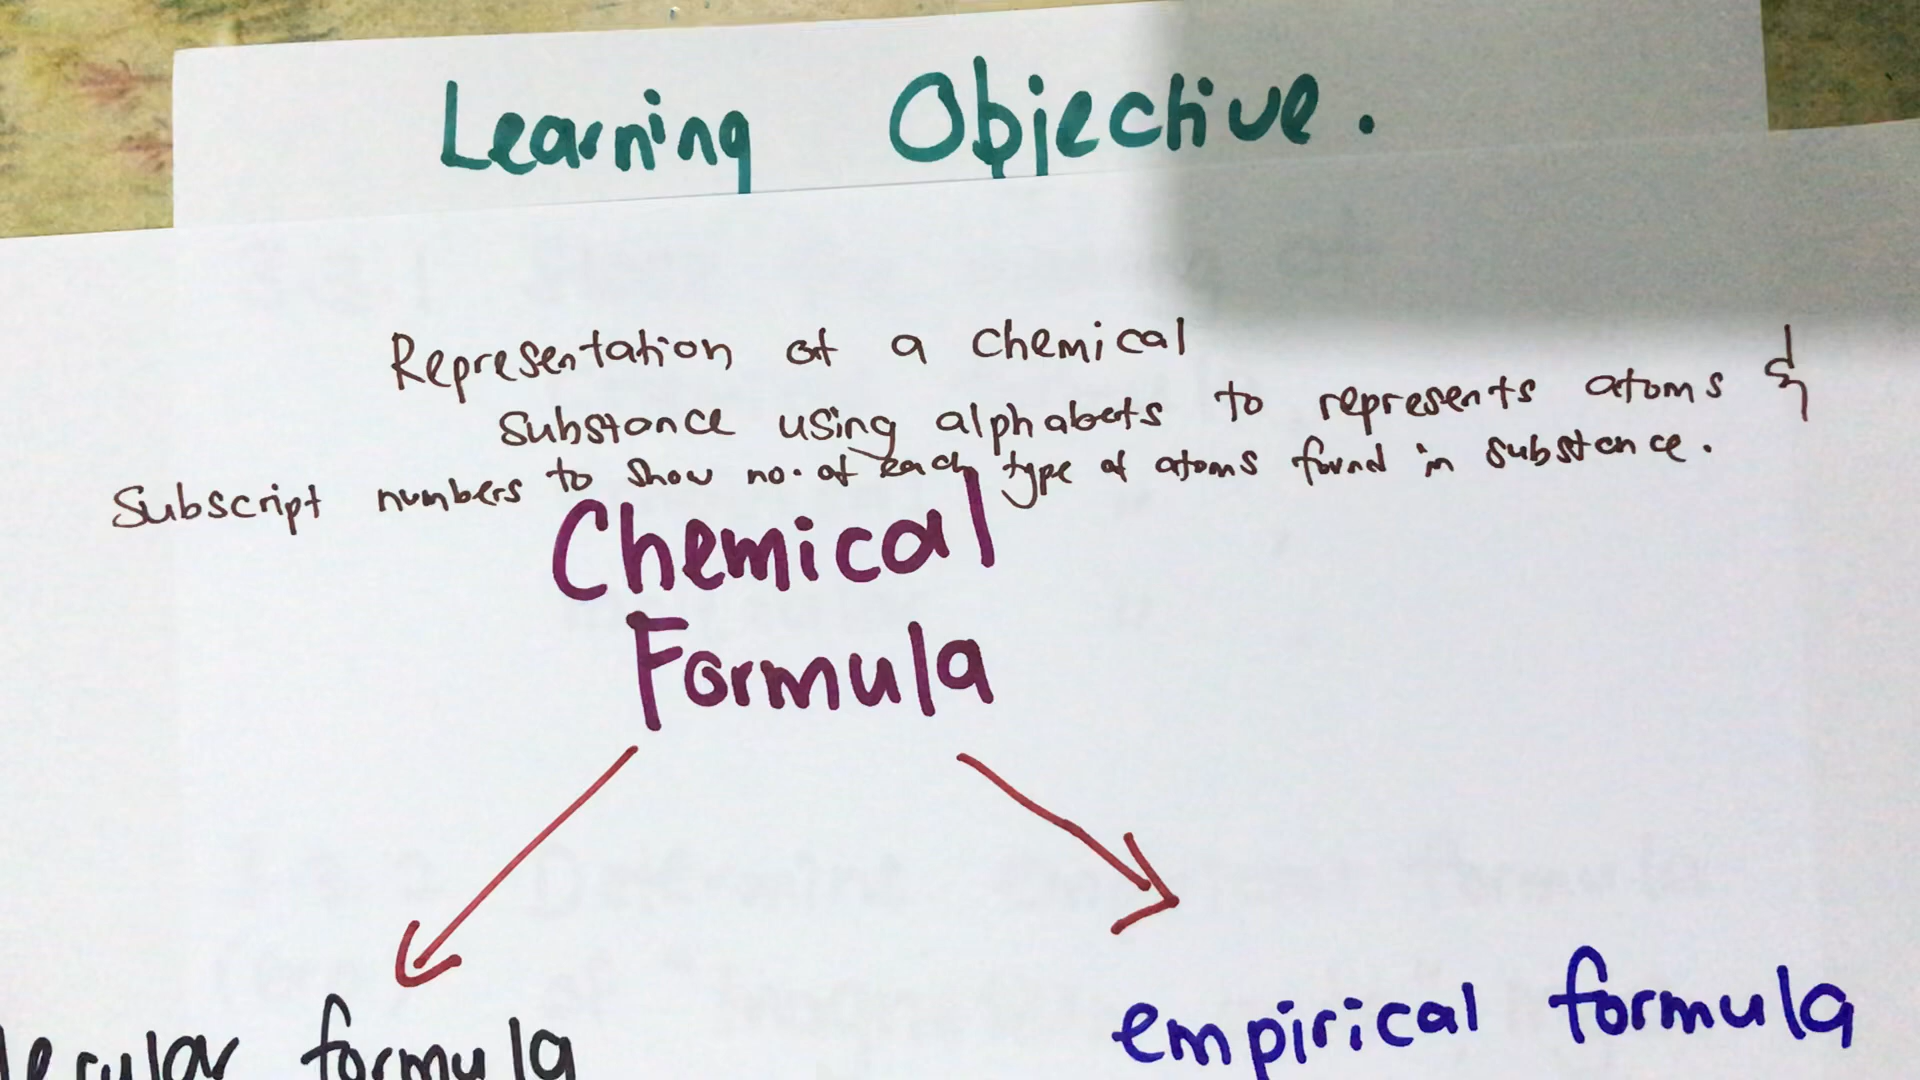 Learning Objective.
Representation of a chemical
Substance using alphabets to represents atoms &
Subscript numbers to show no. of each type of atoms found in substance.
Chemical
Formula
lecular formula
empirical formula